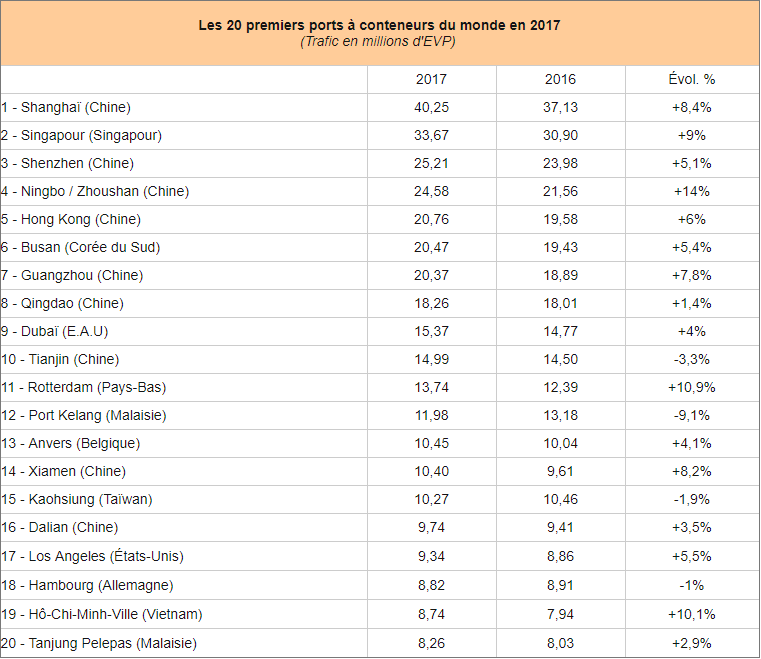 Les 20 premiers ports à conteneurs du monde en 2017
(Trafic en millions d'EVP)
2017 2016 Évol. %
1 - Shanghaï (Chine) 40,25 37,13 +8,4%
2 - Singapour (Singapour) 33,67 30,90 +9%
3 - Shenzhen (Chine) 25,21 23,98 +5,1%
4 - Ningbo / Zhoushan (Chine) 24,58 21,56 +14%
5 - Hong Kong (Chine) 20,76 19,58 +6%
6 - Busan (Corée du Sud) 20,47 19,43 +5,4%
7 - Guangzhou (Chine) 20,37 18,89 +7,8%
8 - Qingdao (Chine) 18,26 18,01 +1,4%
9 - Dubaï (E.A.U) 15,37 14,77 +4%
10 - Tianjin (Chine) 14,99 14,50 -3,3%
11 - Rotterdam (Pays-Bas) 13,74 12,39 +10,9%
12 - Port Kelang (Malaisie) 11,98 13,18 -9,1%
13 - Anvers (Belgique) 10,45 10,04 +4,1%
14 - Xiamen (Chine) 10,40 9,61 +8,2%
15 - Kaohsiung (Taïwan) 10,27 10,46 -1,9%
16 - Dalian (Chine) 9,74 9,41 +3,5%
17 - Los Angeles (États-Unis) 9,34 8,86 +5,5%
18 - Hambourg (Allemagne) 8,82 8,91 -1%
19 - Hô-Chi-Minh-Ville (Vietnam) 8,74 7,94 +10,1%
20 - Tanjung Pelepas (Malaisie) 8,26 8,03 +2,9%